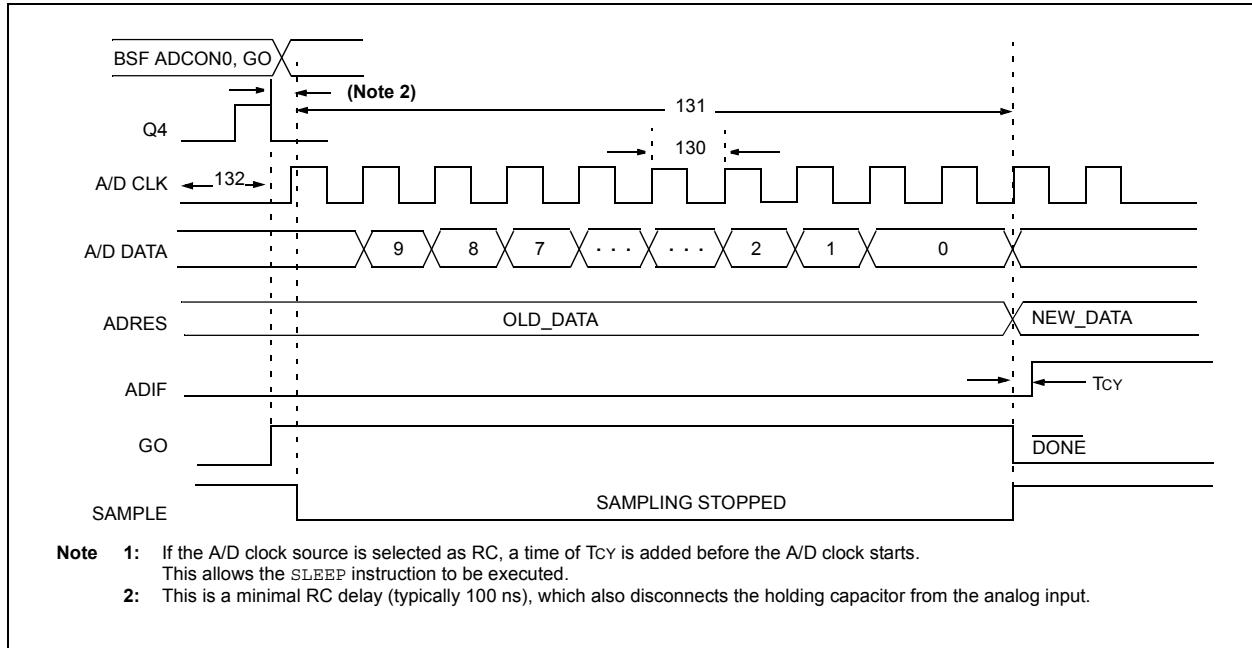 BSF ADCON0, GO
(Note 2)
131
Q4
130
A/D CLK
132
A/D DATA
9 8 7 · · · · · · 2 1 0
ADRES
OLD_DATA
NEW_DATA
ADIF
TCY
GO
DONE
SAMPLE
SAMPLING STOPPED
Note 1: If the A/D clock source is selected as RC, a time of TCY is added before the A/D clock starts.
This allows the SLEEP instruction to be executed.
2: This is a minimal RC delay (typically 100 ns), which also disconnects the holding capacitor from the analog input.